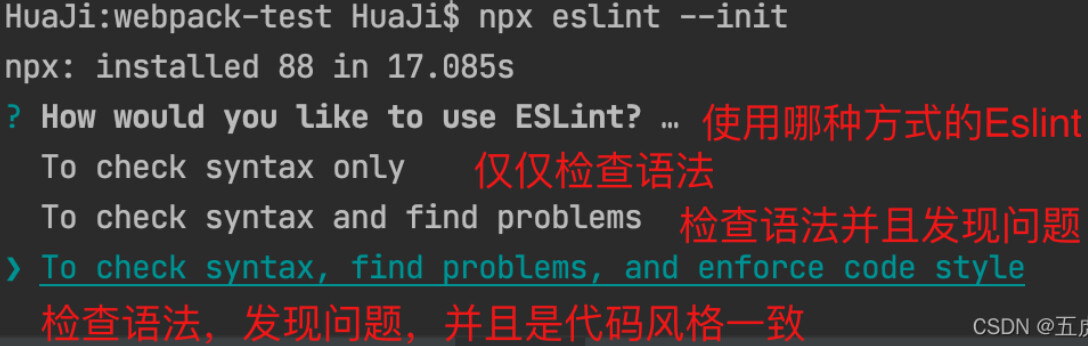 HuaJi:webpack-test HuaJi$ npx eslint --init
npx: installed 88 in 17.085s
? How would you like to use ESLint? … 使用哪种方式的Eslint
To check syntax only 仅仅检查语法
To check syntax and find problems 检查语法并且发现问题
❯ To check syntax, find problems, and enforce code style
检查语法，发现问题，并且是代码风格一致
CSDN @五